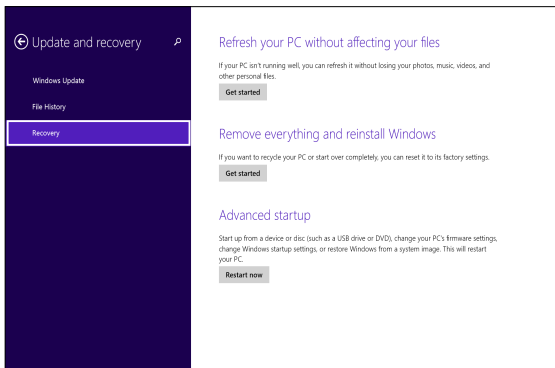 Update and recovery
Windows Update
File History
Recovery
Refresh your PC without affecting your files
If your PC isn't running well, you can refresh it without losing your photos, music, videos, and
other personal files.
Get started
Remove everything and reinstall Windows
If you want to recycle your PC or start over completely, you can reset it to its factory settings.
Get started
Advanced startup
Start up from a device or disc (such as a USB drive or DVD), change your PC's firmware settings,
change Windows startup settings, or restore Windows from a system image. This will restart
your PC.
Restart now